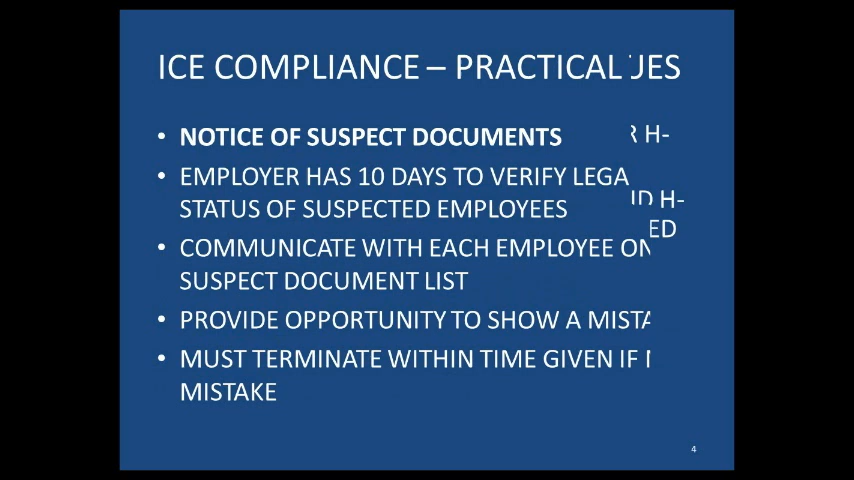 ICE COMPLIANCE – PRACTICAL UES
• NOTICE OF SUSPECT DOCUMENTS
R H-
• EMPLOYER HAS 10 DAYS TO VERIFY LEGA
STATUS OF SUSPECTED EMPLOYEES
H-
ED
• COMMUNICATE WITH EACH EMPLOYEE ON
SUSPECT DOCUMENT LIST
• PROVIDE OPPORTUNITY TO SHOW A MISTA
• MUST TERMINATE WITHIN TIME GIVEN IF
MISTAKE
4